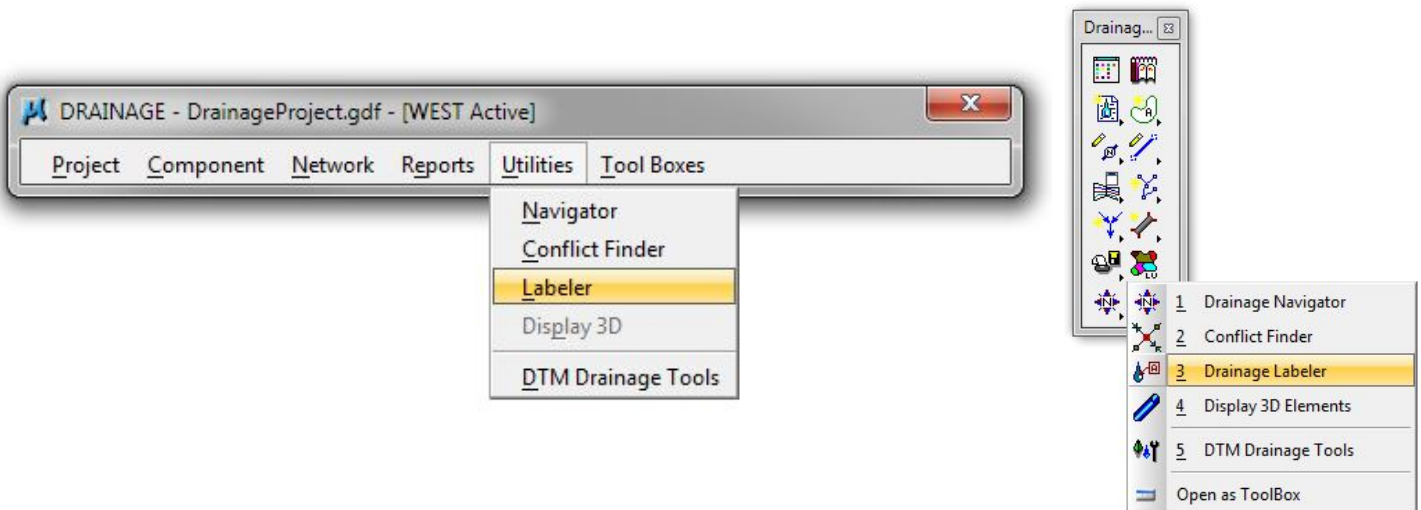 DRAINAGE - DrainageProject.gdf - [WEST Active]
Project Component Network Reports Utilities Tool Boxes
Navigator
Conflict Finder
Labeler
Display 3D
DTM Drainage Tools
Drainag...
1 Drainage Navigator
2 Conflict Finder
3 Drainage Labeler
4 Display 3D Elements
5 DTM Drainage Tools
Open as ToolBox